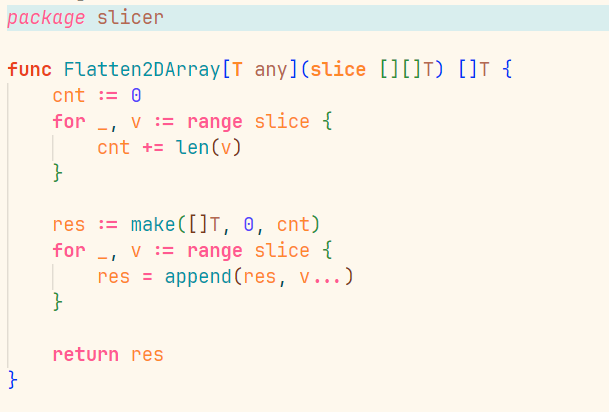 package slicer
func Flatten2DArray[T any](slice [][]T) []T {
    cnt := 0
    for _, v := range slice {
        cnt += len(v)
    }
    res := make([]T, 0, cnt)
    for _, v := range slice {
        res = append(res, v...)
    }
    return res
}